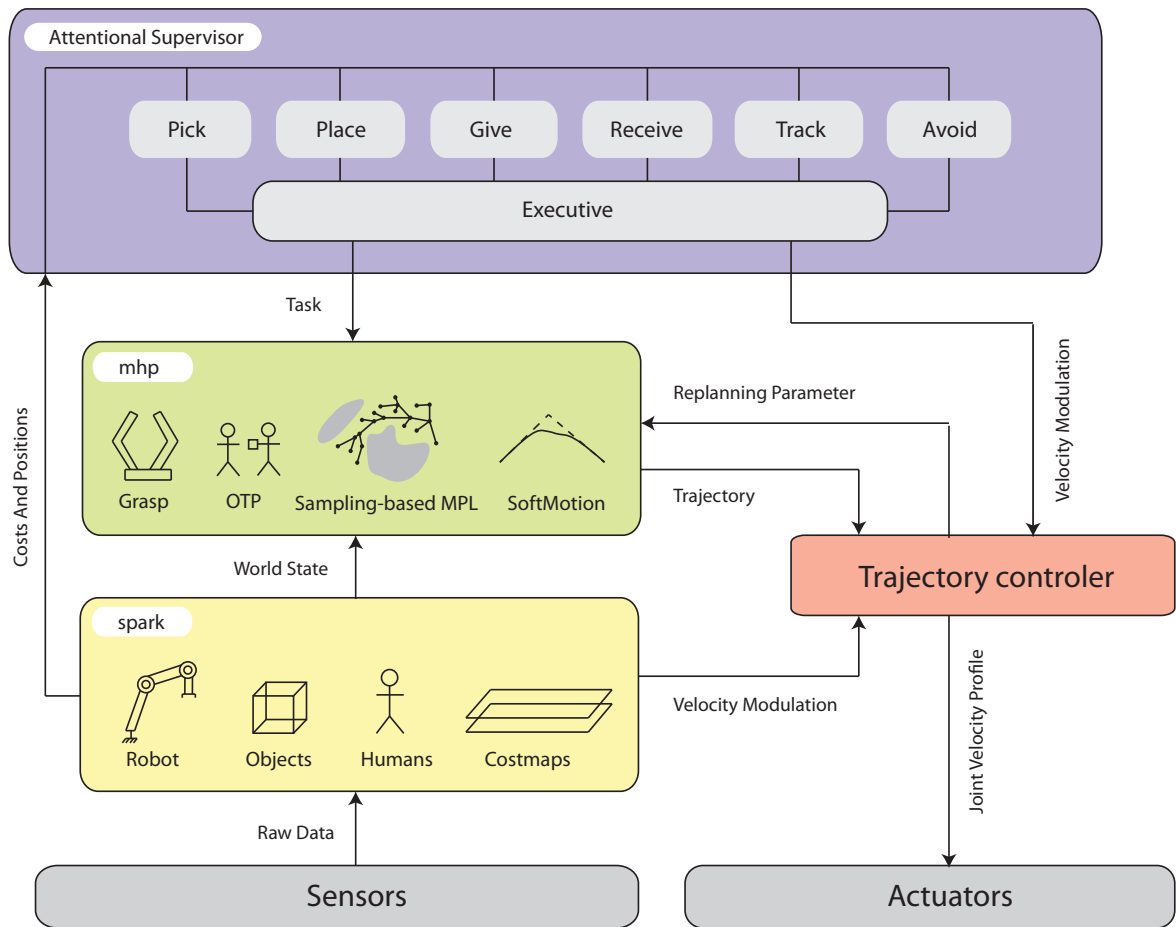 Attentional Supervisor
Pick
Place
Give
Receive
Track
Avoid
Executive
Task
Costs And Positions
mhp
Grasp
OTP
Sampling-based MPL
SoftMotion
Replanning Parameter
Trajectory
Velocity Modulation
World State
Trajectory controler
spark
Robot
Objects
Humans
Costmaps
Velocity Modulation
Joint Velocity Profile
Raw Data
Sensors
Actuators